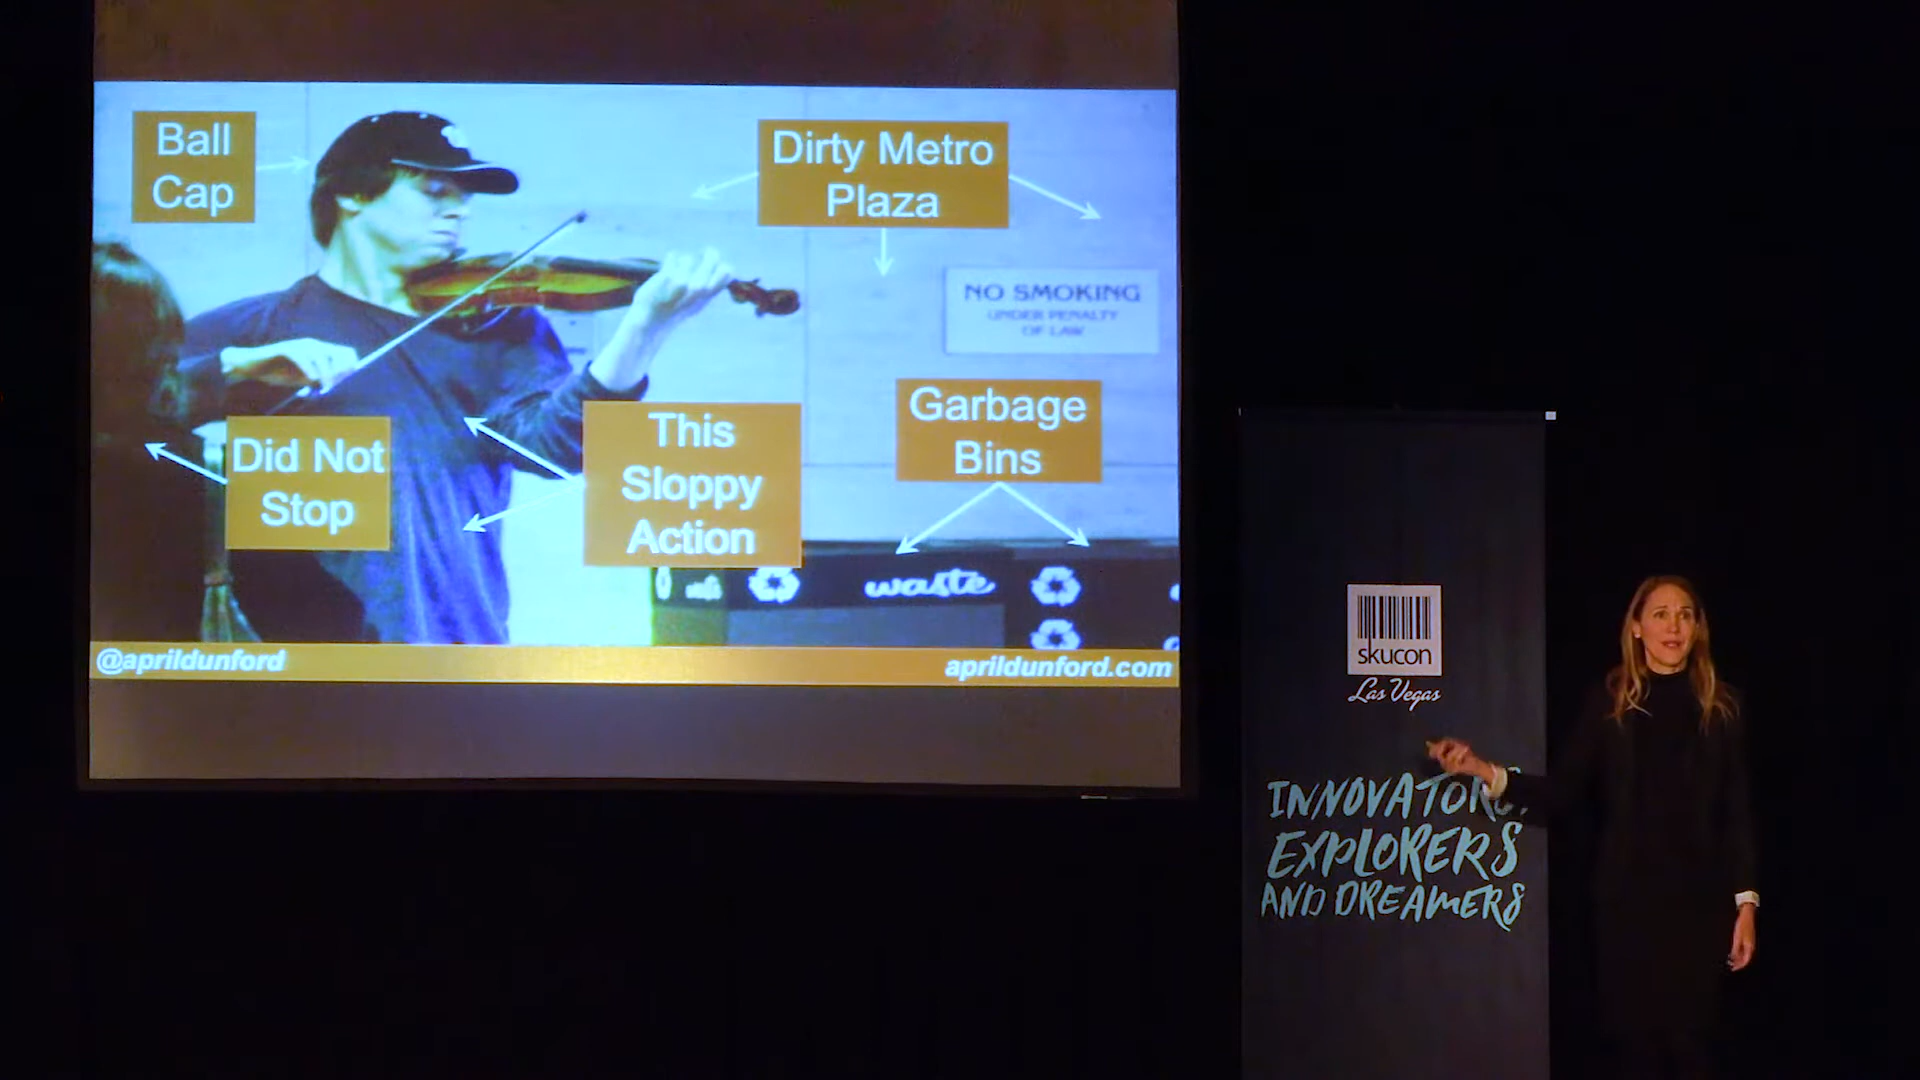 Ball
Cap
Dirty Metro
Plaza
NO SMOKING
UNDER PENALTY
OF LAW
Garbage
Bins
This
Sloppy
Action
Did Not
Stop
waste
@aprildunford
aprildunford.com
skucon
Las Vegas
INNOVATORS,
EXPLORERS
AND DREAMERS